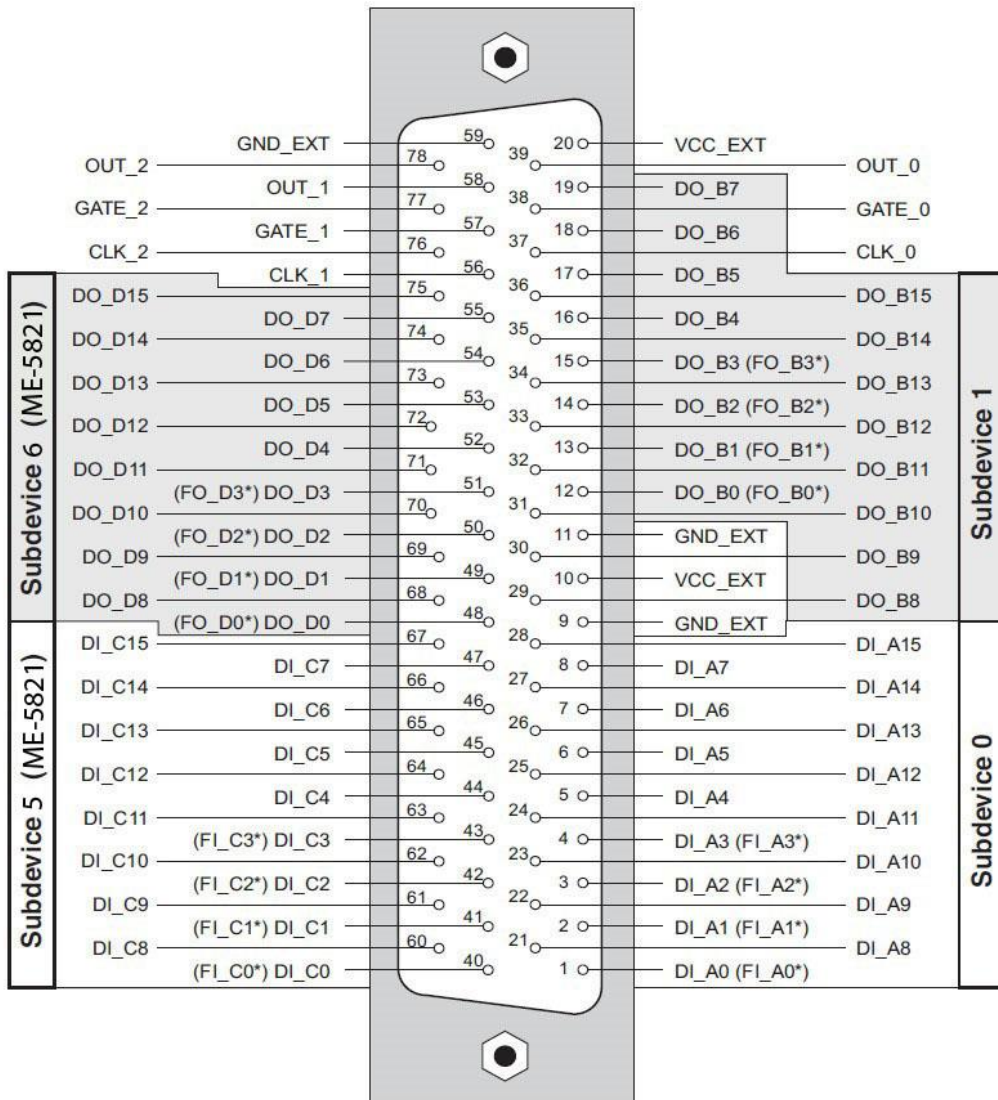 GND_EXT 59 20 VCC_EXT
OUT_2 78 39 OUT_0
OUT_1 58 19 DO_B7
GATE_2 77 38 GATE_0
GATE_1 57 18 DO_B6
CLK_2 76 37 CLK_0
CLK_1 56 17 DO_B5
DO_D15 75 36 DO_B15
DO_D7 55 16 DO_B4
DO_D14 74 35 DO_B14
DO_D6 54 15 DO_B3 (FO_B3*)
DO_D13 73 34 DO_B13
DO_D5 53 14 DO_B2 (FO_B2*)
DO_D12 72 33 DO_B12
DO_D4 52 13 DO_B1 (FO_B1*)
DO_D11 71 32 DO_B11
(FO_D3*) DO_D3 51 12 DO_B0 (FO_B0*)
DO_D10 70 31 DO_B10
(FO_D2*) DO_D2 50 11 GND_EXT
DO_D9 69 30 DO_B9
(FO_D1*) DO_D1 49 10 VCC_EXT
DO_D8 68 29 DO_B8
(FO_D0*) DO_D0 48 9 GND_EXT
DI_C15 67 28 DI_A15
DI_C7 47 8 DI_A7
DI_C14 66 27 DI_A14
DI_C6 46 7 DI_A6
DI_C13 65 26 DI_A13
DI_C5 45 6 DI_A5
DI_C12 64 25 DI_A12
DI_C4 44 5 DI_A4
DI_C11 63 24 DI_A11
(FI_C3*) DI_C3 43 4 DI_A3 (FI_A3*)
DI_C10 62 23 DI_A10
(FI_C2*) DI_C2 42 3 DI_A2 (FI_A2*)
DI_C9 61 22 DI_A9
(FI_C1*) DI_C1 41 2 DI_A1 (FI_A1*)
DI_C8 60 21 DI_A8
(FI_C0*) DI_C0 40 1 DI_A0 (FI_A0*)
Subdevice 6 (ME-5821)
Subdevice 5 (ME-5821)
Subdevice 1
Subdevice 0